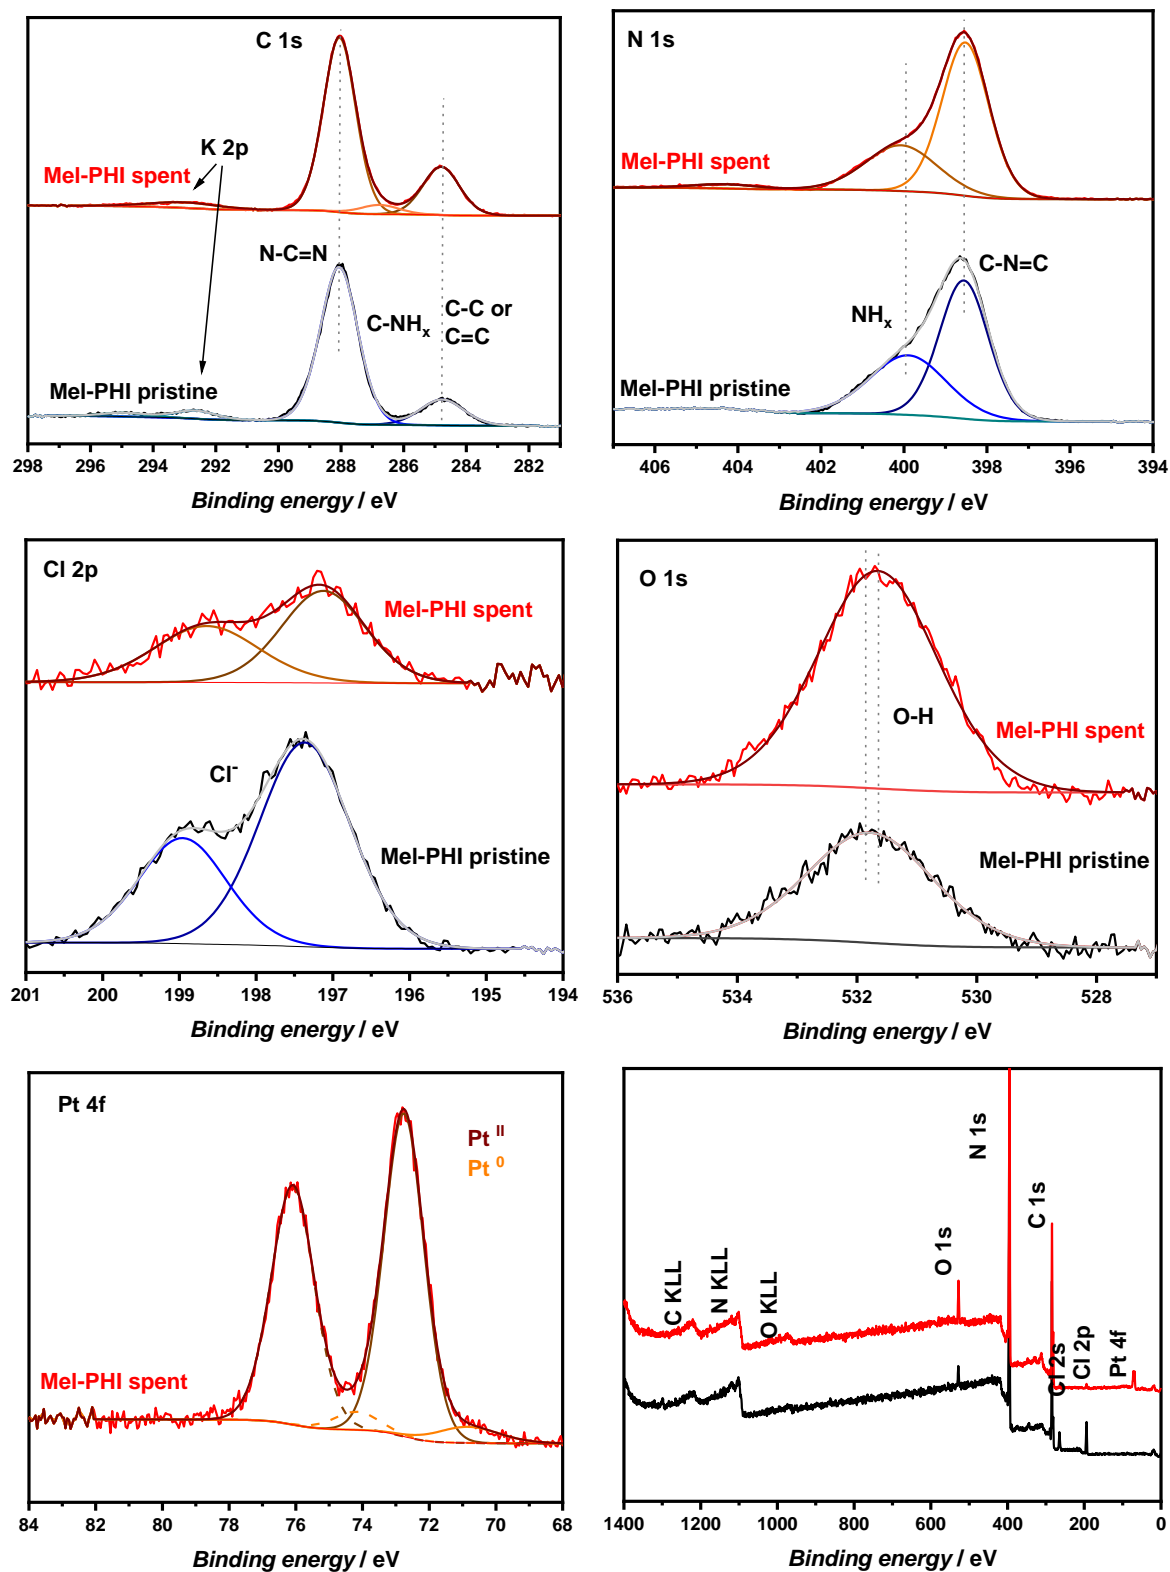 C 1s
K 2p
Mel-PHI spent
N-C=N
C-NHx
C-C or
C=C
Mel-PHI pristine
298 296 294 292 290 288 286 284 282
Binding energy / eV
N 1s
Mel-PHI spent
C-N=C
NHx
Mel-PHI pristine
406 404 402 400 398 396 394
Binding energy / eV
Cl 2p
Mel-PHI spent
Cl-
Mel-PHI pristine
201 200 199 198 197 196 195 194
Binding energy / eV
O 1s
O-H
Mel-PHI spent
Mel-PHI pristine
536 534 532 530 528
Binding energy / eV
Pt 4f
Pt II
Pt 0
Mel-PHI spent
84 82 80 78 76 74 72 70 68
Binding energy / eV
C KLL
N KLL
O KLL
O 1s
N 1s
C 1s
Cl 2s
Cl 2p
Pt 4f
1400 1200 1000 800 600 400 200 0
Binding energy / eV